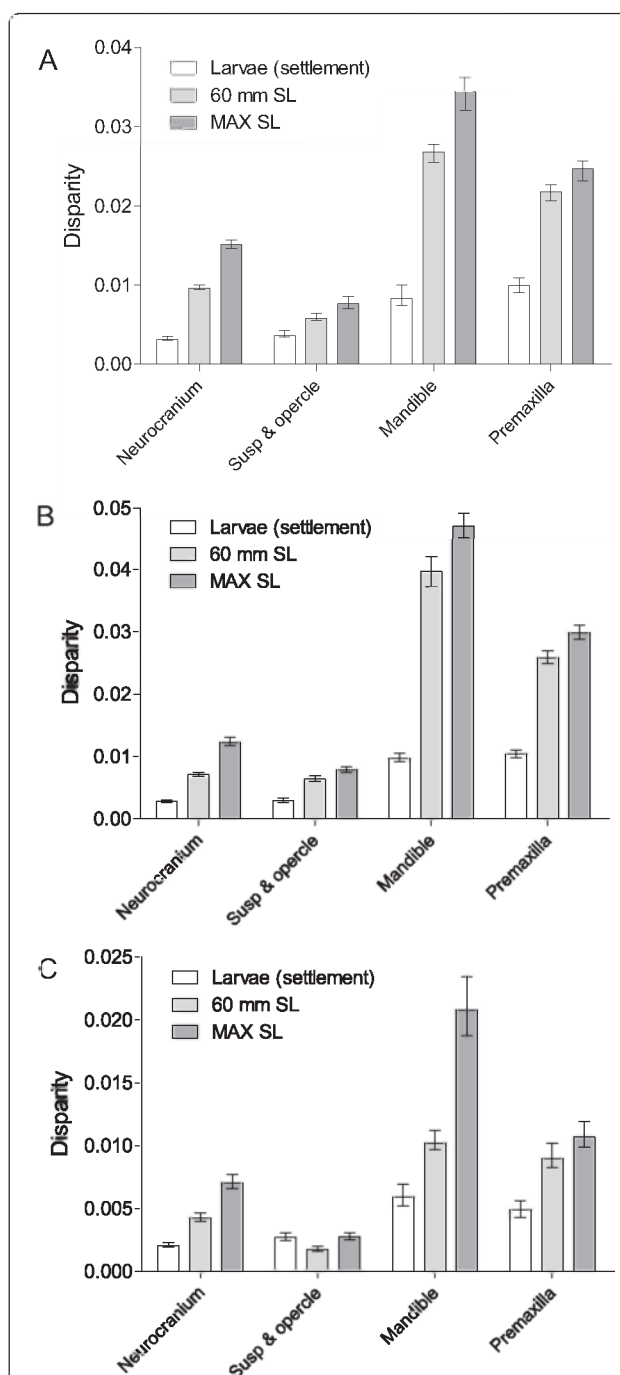 A
Larvae (settlement)
60 mm SL
MAX SL
Disparity
0.04
0.03
0.02
0.01
0.00
Neurocranium
Susp & opercle
Mandible
Premaxilla
B
Larvae (settlement)
60 mm SL
MAX SL
Disparity
0.05
0.04
0.03
0.02
0.01
0.00
Neurocranium
Susp & opercle
Mandible
Premaxilla
C
Larvae (settlement)
60 mm SL
MAX SL
Disparity
0.025
0.020
0.015
0.010
0.005
0.000
Neurocranium
Susp & opercle
Mandible
Premaxilla